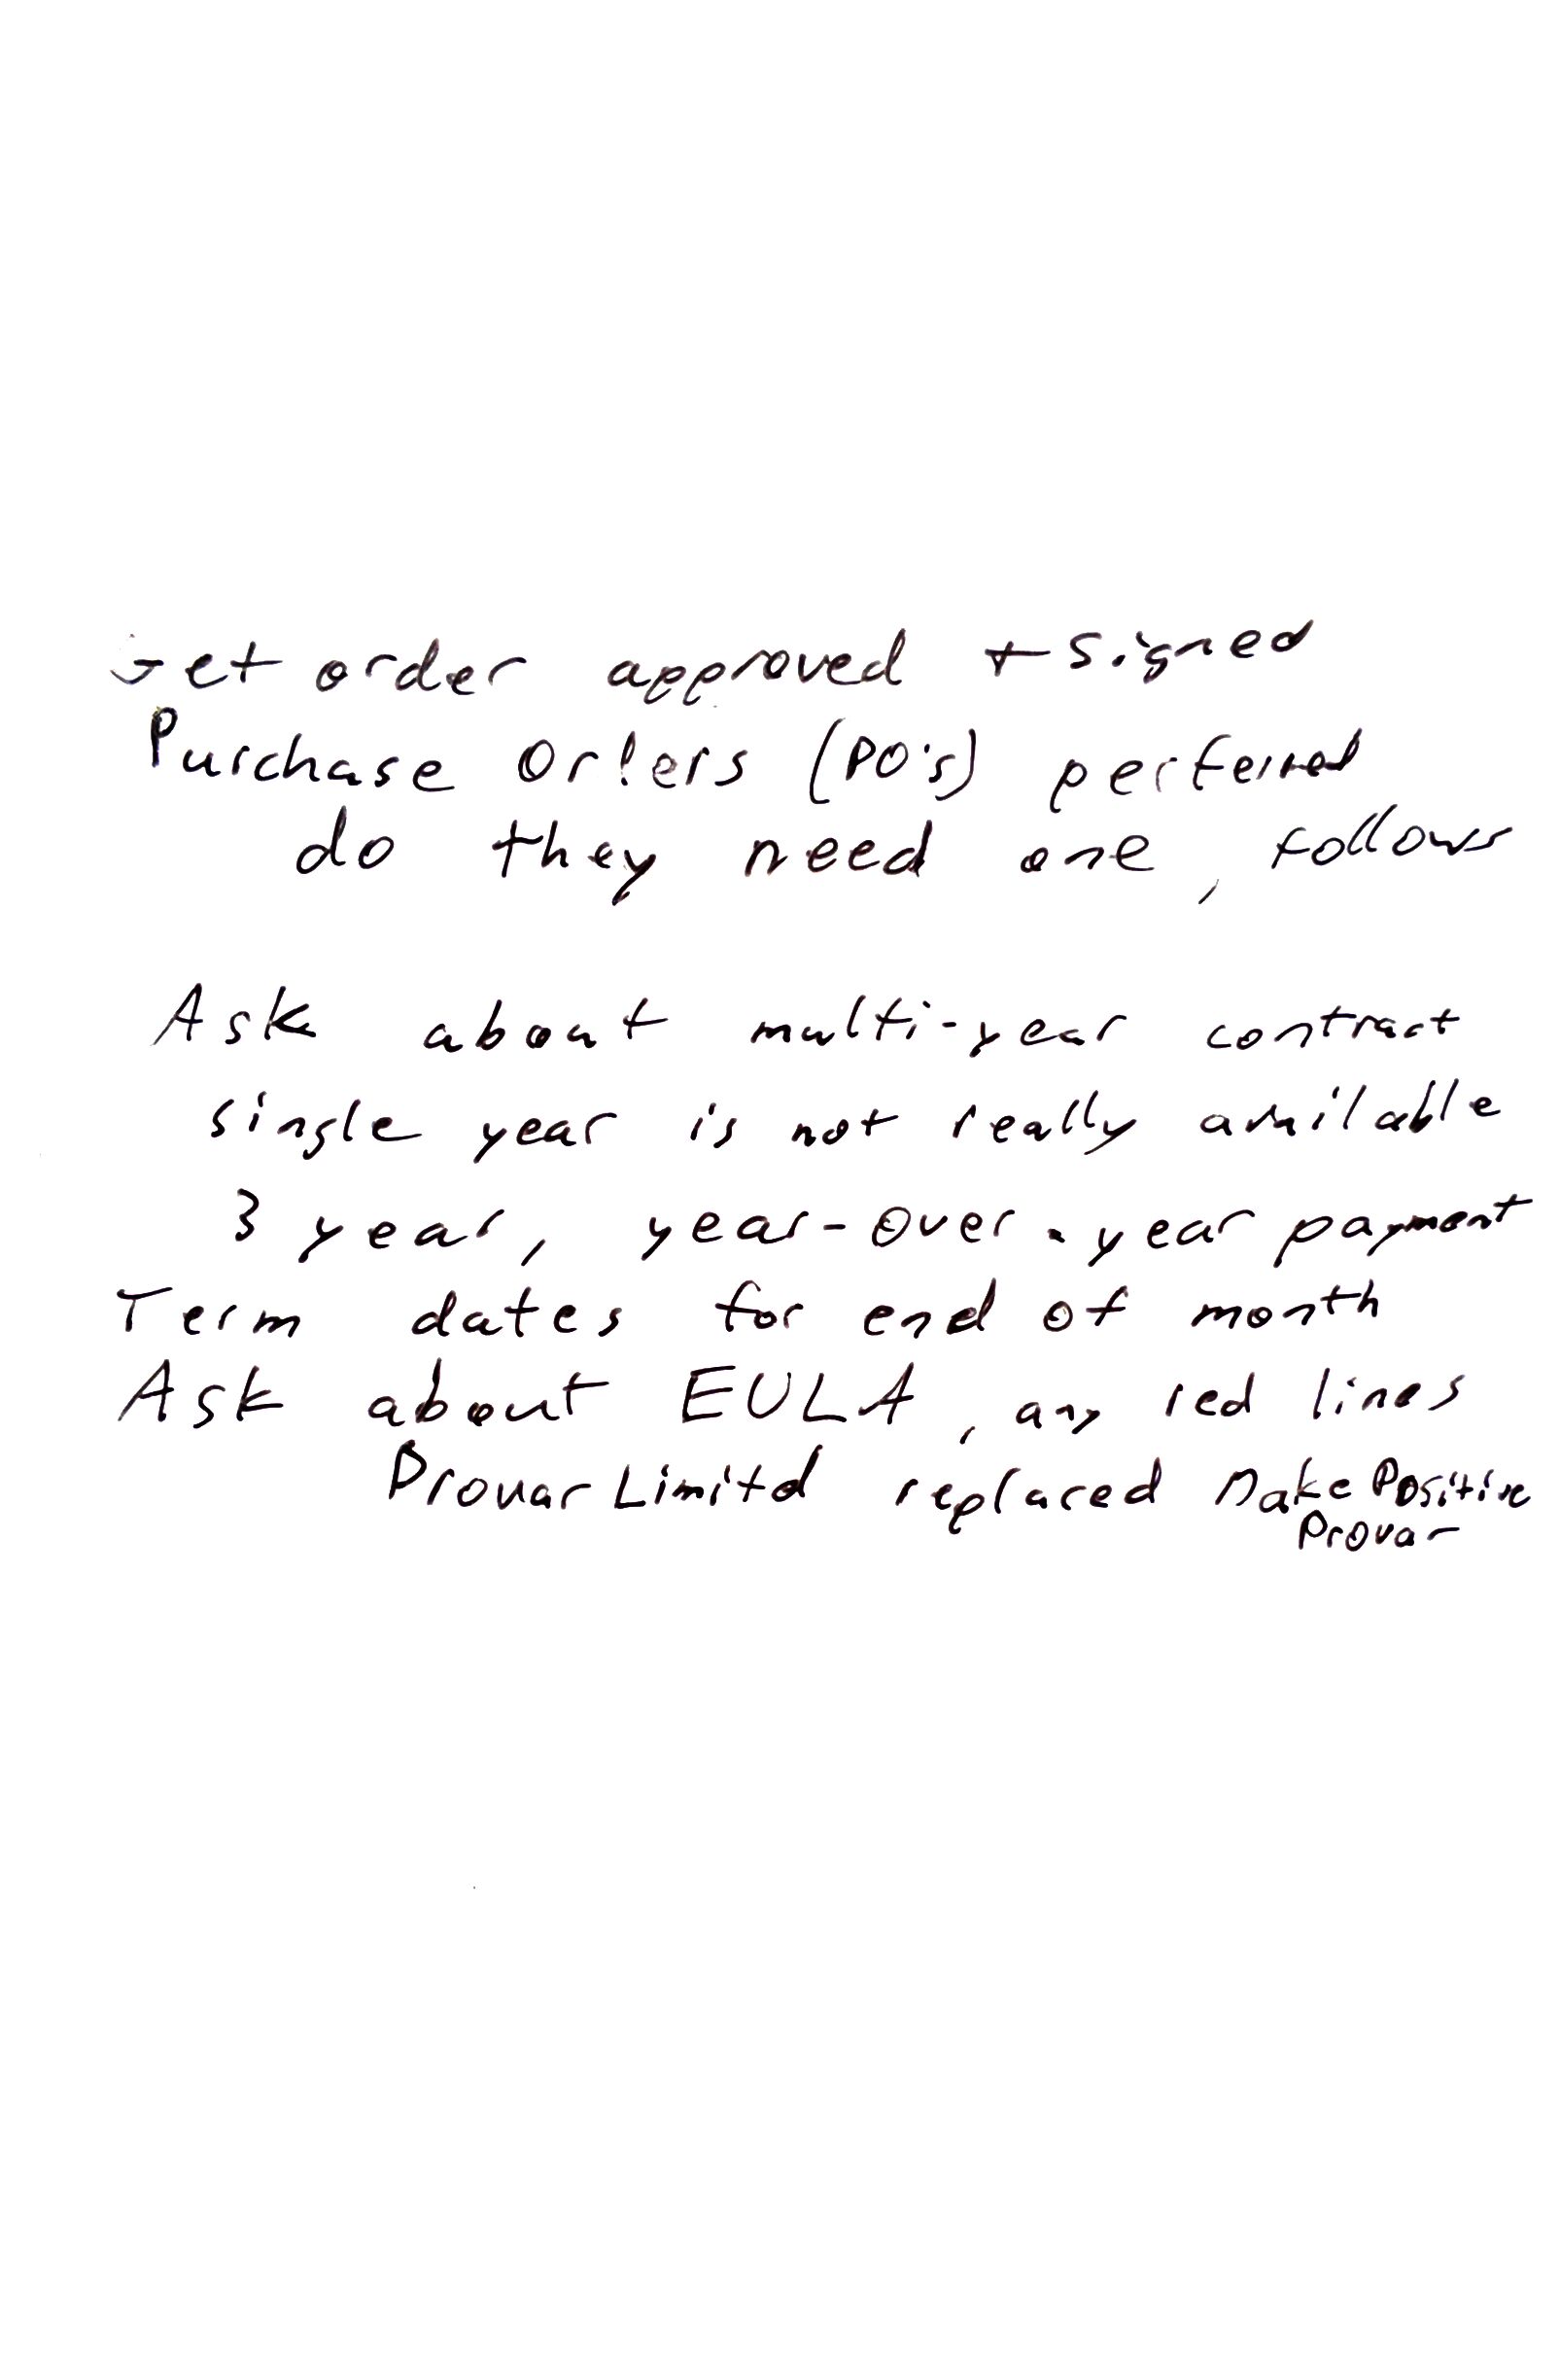 Get order approved + signed
Purchase Orders (PO's) perferred
do they need one, follows
Ask about multi-year contract
single year is not really available
3 year, year-over-year payment
Term dates for end of month
Ask about EULA, any red lines
Provar Limitd replaced Make Positive
Provar